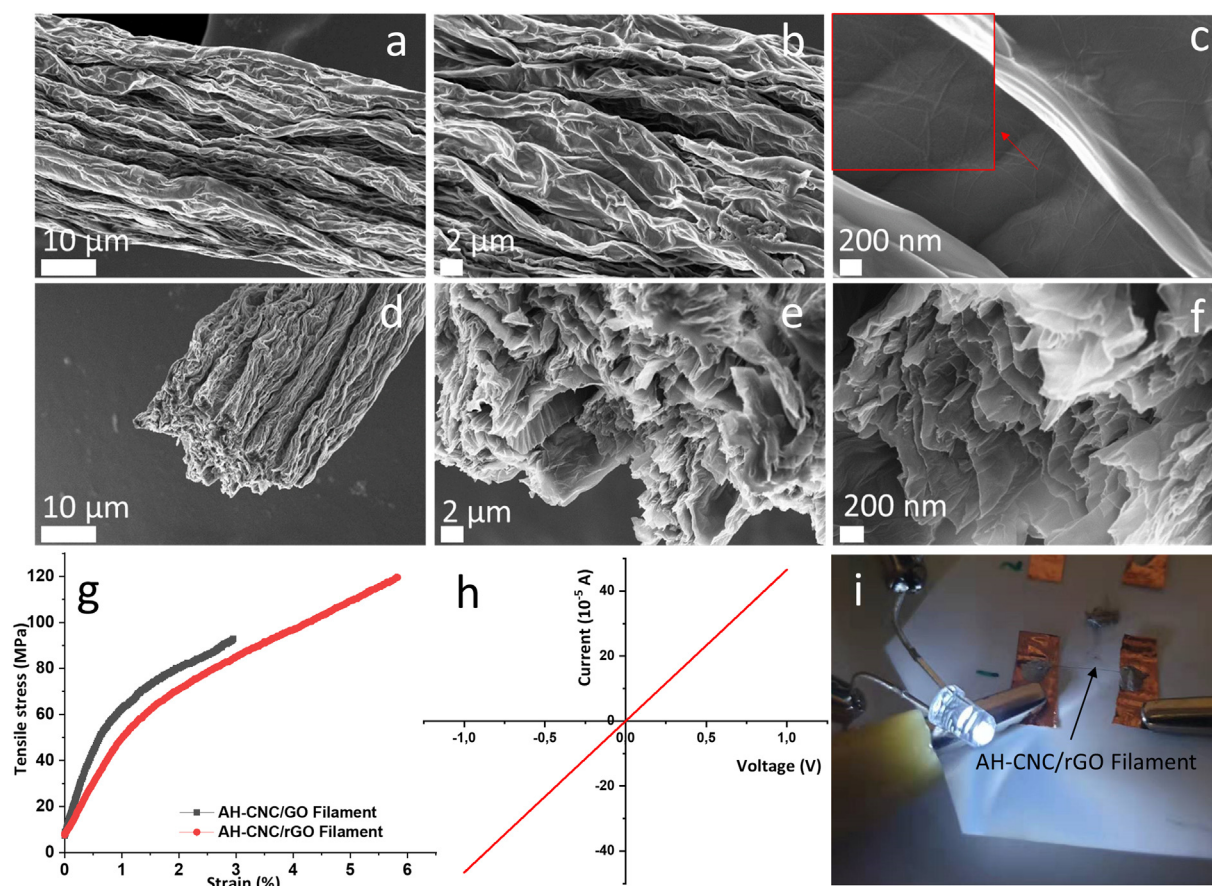 a
b
c
10 µm
2 µm
200 nm
d
e
f
10 µm
2 µm
200 nm
g
120
100
80
60
40
20
0
Tensile stress (MPa)
AH-CNC/GO Filament
AH-CNC/rGO Filament
0 1 2 3 4 5 6
Strain (%)
h
Current (10⁻⁵ A)
40
20
0
-20
-40
-1,0 -0,5 0,0 0,5 1,0
Voltage (V)
i
AH-CNC/rGO Filament